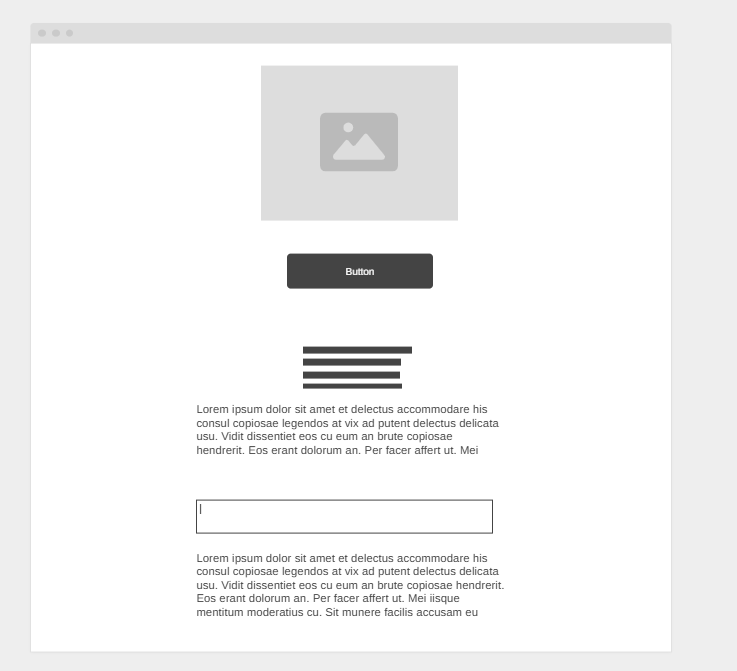 Button
Lorem ipsum dolor sit amet et delectus accommodare his
consul copiosae legendos at vix ad putent delectus delicata
usu. Vidit dissentiet eos cu eum an brute copiosae
hendrerit. Eos erant dolorum an. Per facer affert ut. Mei
Lorem ipsum dolor sit amet et delectus accommodare his
consul copiosae legendos at vix ad putent delectus delicata
usu. Vidit dissentiet eos cu eum an brute copiosae hendrerit.
Eos erant dolorum an. Per facer affert ut. Mei iisque
mentitum moderatius cu. Sit munere facilis accusam eu